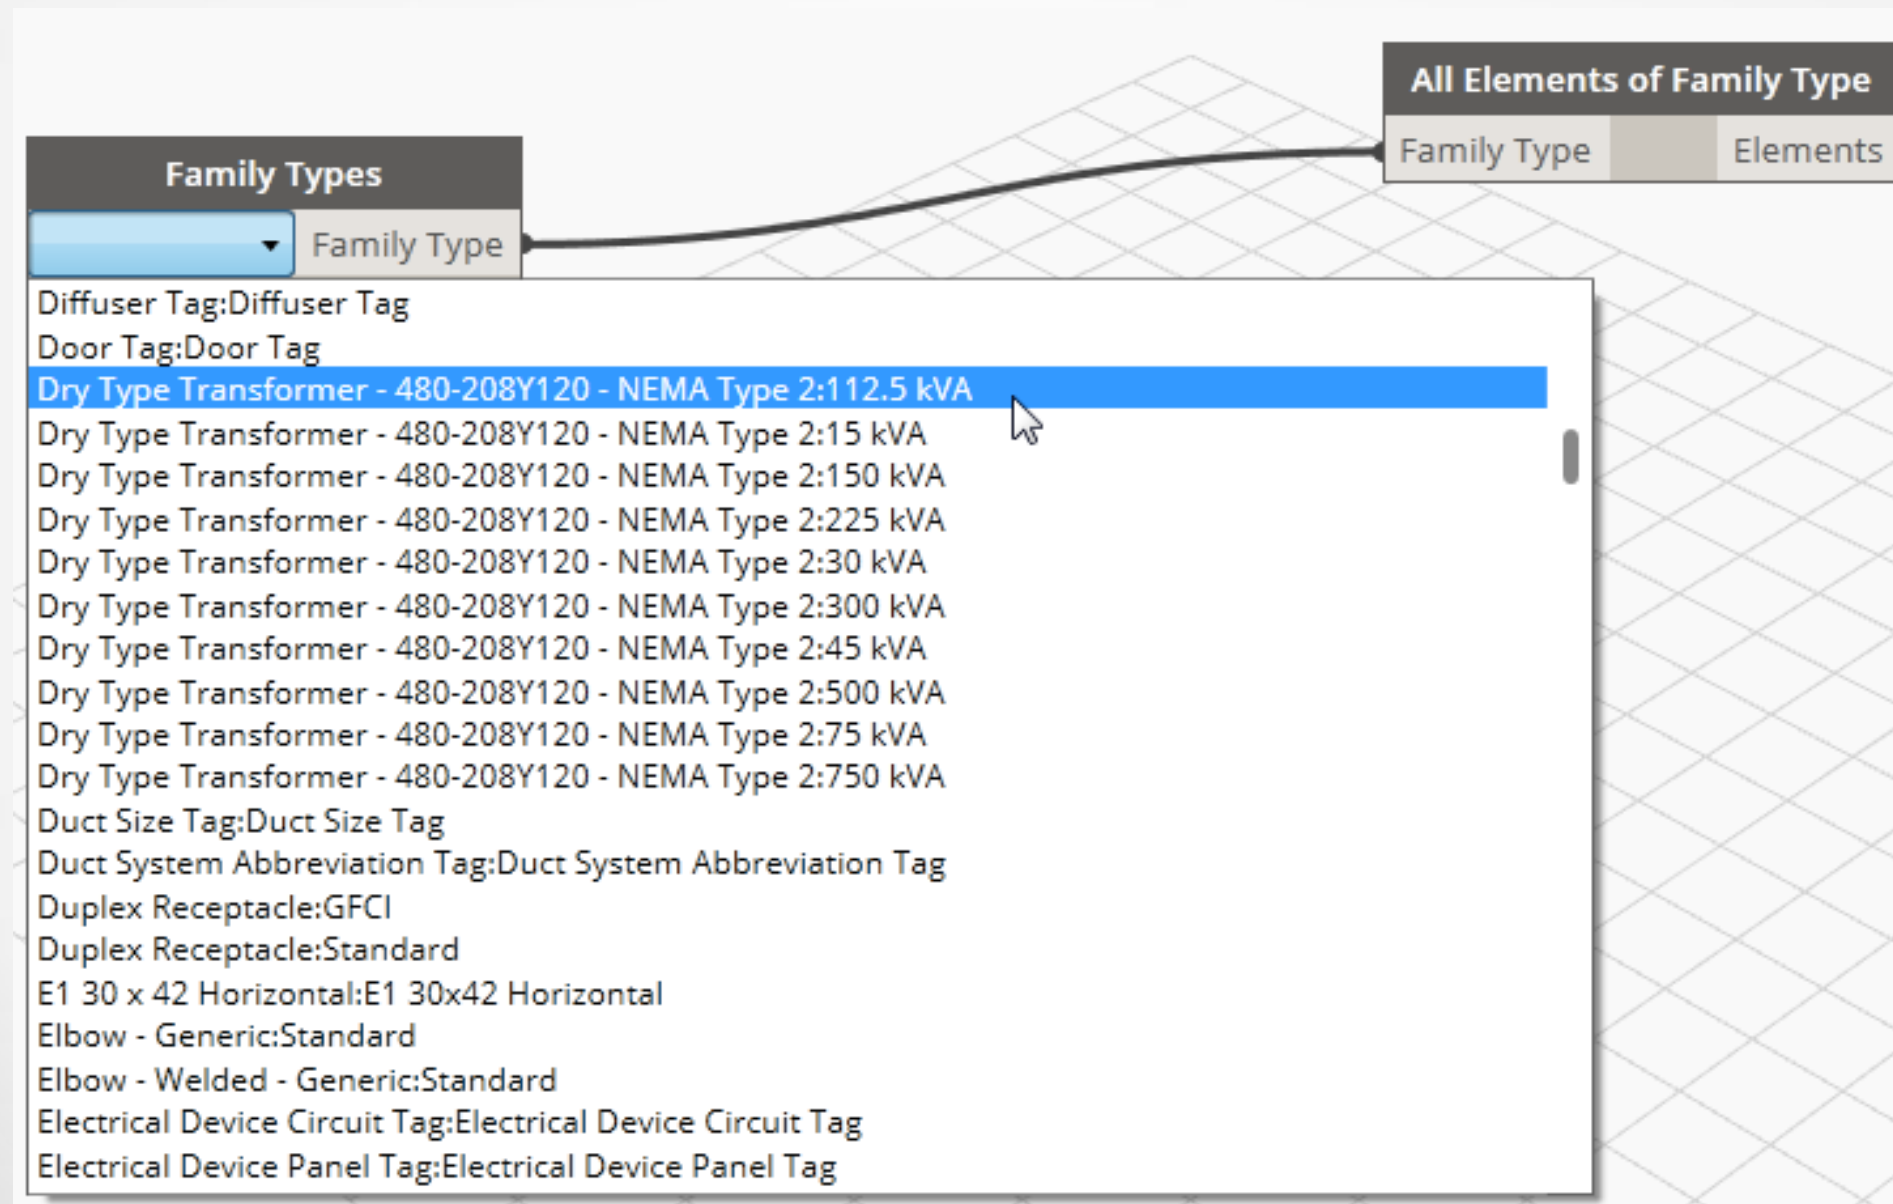 All Elements of Family Type
Family Type Elements
Family Types
Family Type
Diffuser Tag:Diffuser Tag
Door Tag:Door Tag
Dry Type Transformer - 480-208Y120 - NEMA Type 2:112.5 kVA
Dry Type Transformer - 480-208Y120 - NEMA Type 2:15 kVA
Dry Type Transformer - 480-208Y120 - NEMA Type 2:150 kVA
Dry Type Transformer - 480-208Y120 - NEMA Type 2:225 kVA
Dry Type Transformer - 480-208Y120 - NEMA Type 2:30 kVA
Dry Type Transformer - 480-208Y120 - NEMA Type 2:300 kVA
Dry Type Transformer - 480-208Y120 - NEMA Type 2:45 kVA
Dry Type Transformer - 480-208Y120 - NEMA Type 2:500 kVA
Dry Type Transformer - 480-208Y120 - NEMA Type 2:75 kVA
Dry Type Transformer - 480-208Y120 - NEMA Type 2:750 kVA
Duct Size Tag:Duct Size Tag
Duct System Abbreviation Tag:Duct System Abbreviation Tag
Duplex Receptacle:GFCI
Duplex Receptacle:Standard
E1 30 x 42 Horizontal:E1 30x42 Horizontal
Elbow - Generic:Standard
Elbow - Welded - Generic:Standard
Electrical Device Circuit Tag:Electrical Device Circuit Tag
Electrical Device Panel Tag:Electrical Device Panel Tag